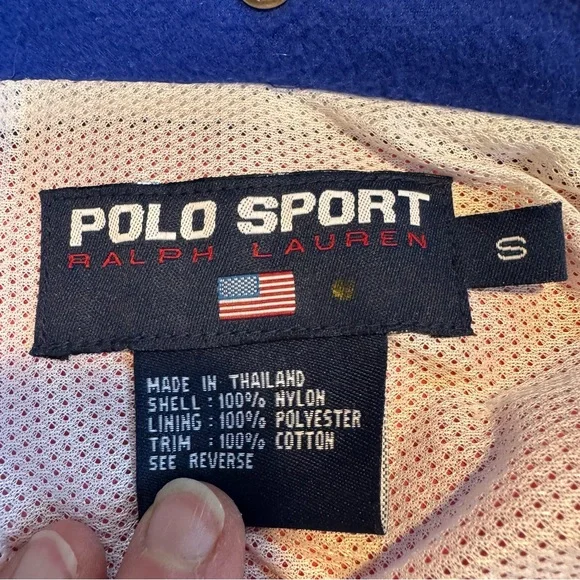 POLO SPORT
RALPH LAUREN
S
MADE IN THAILAND
SHELL : 100% NYLON
LINING : 100% POLYESTER
TRIM : 100% COTTON
SEE REVERSE